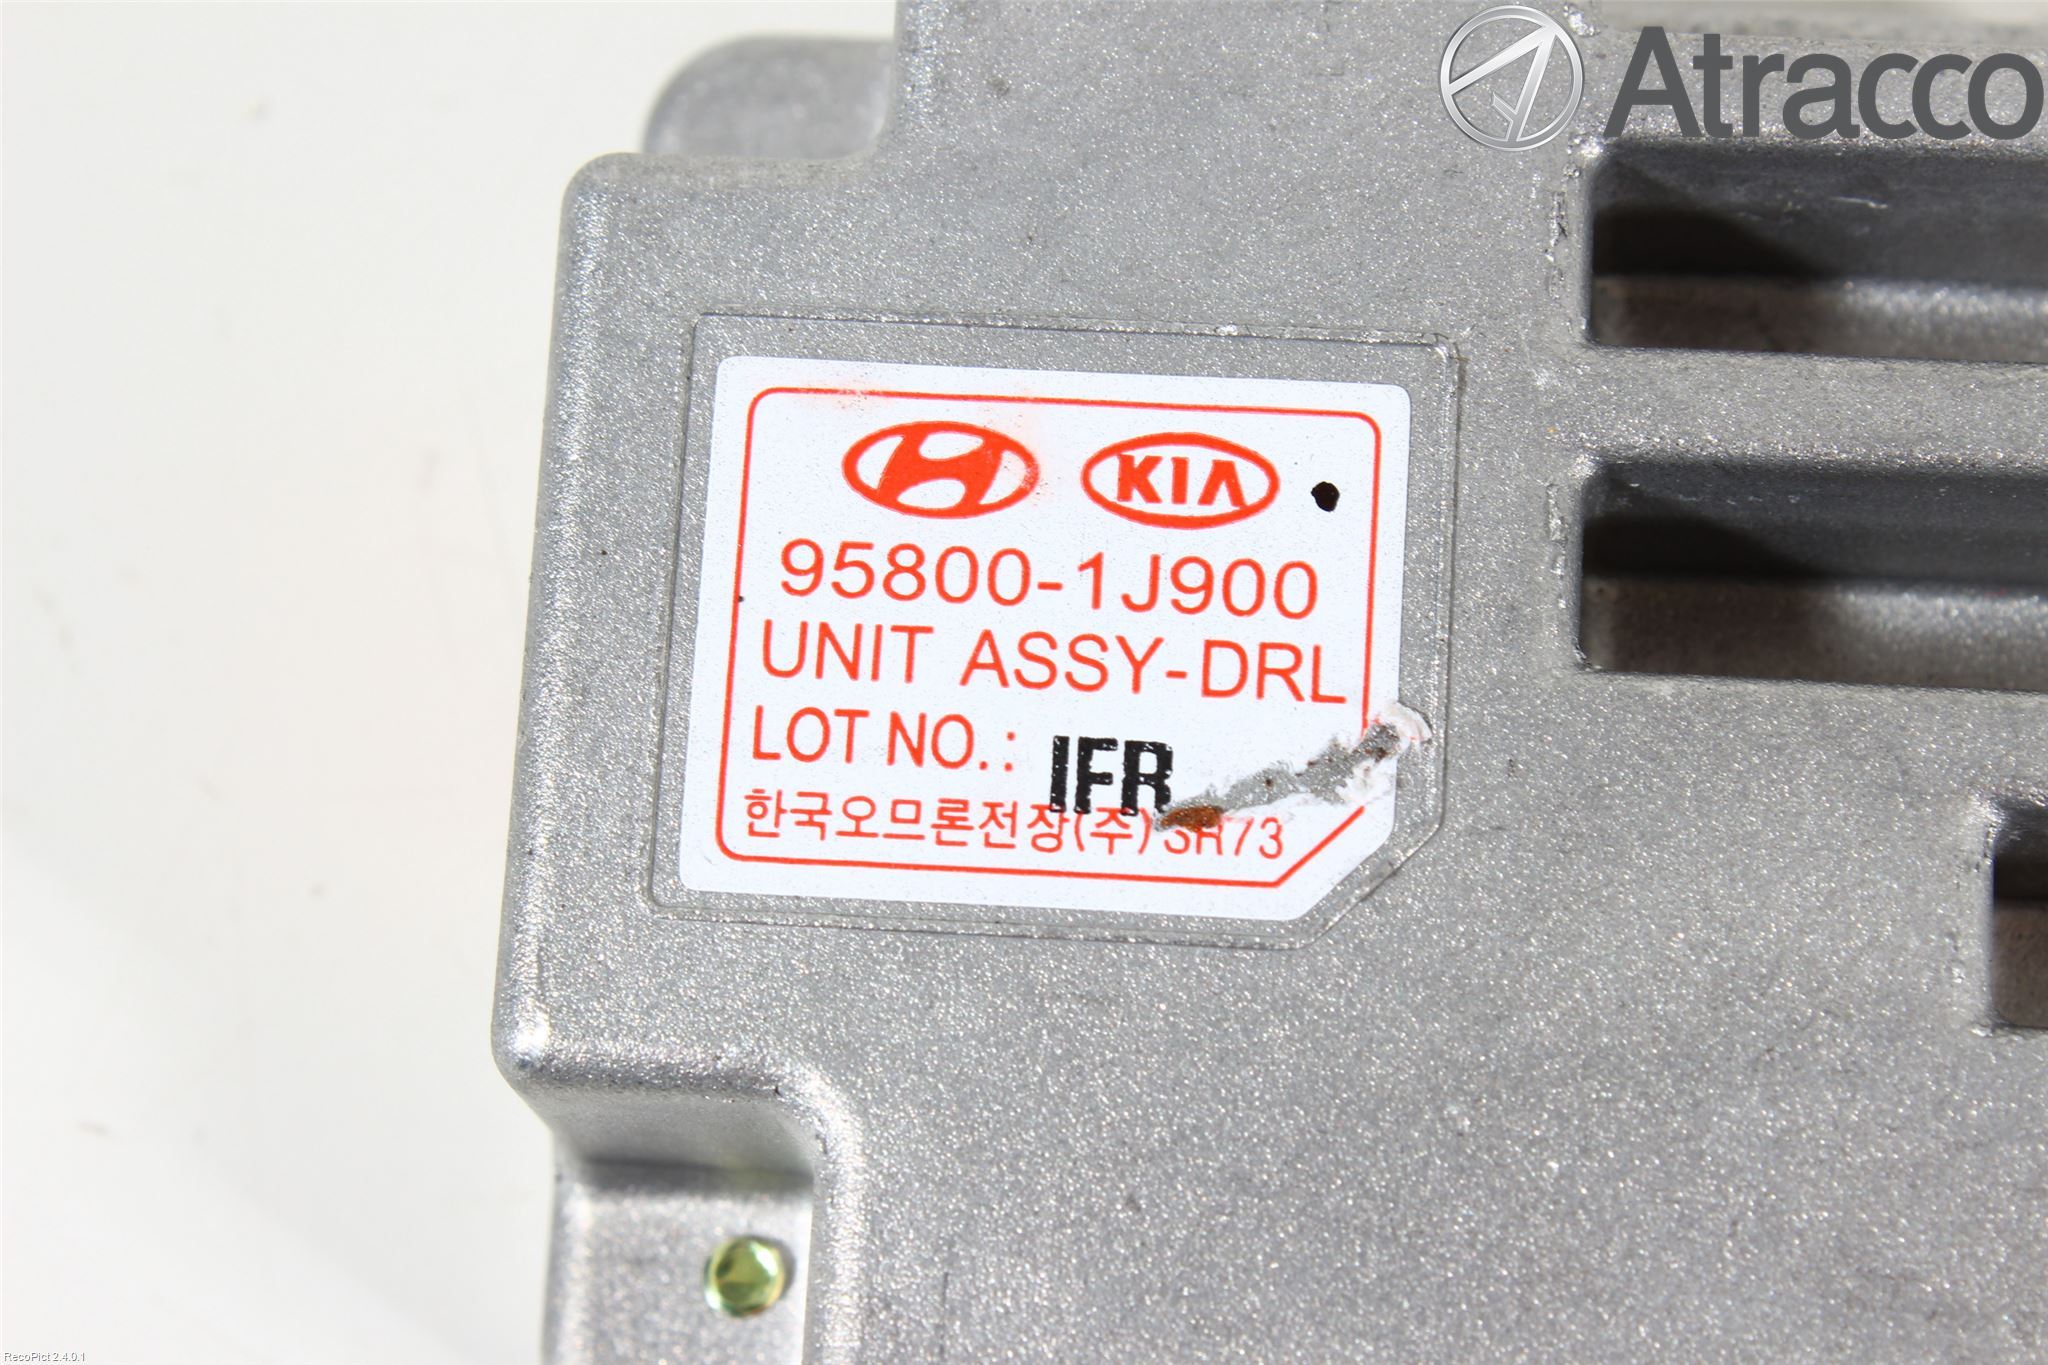 Atracco
KIA
95800-1J900
UNIT ASSY-DRL
LOT NO.: IFR
한국오므론전장(주) SR73
RecoPict 2.4.0.1